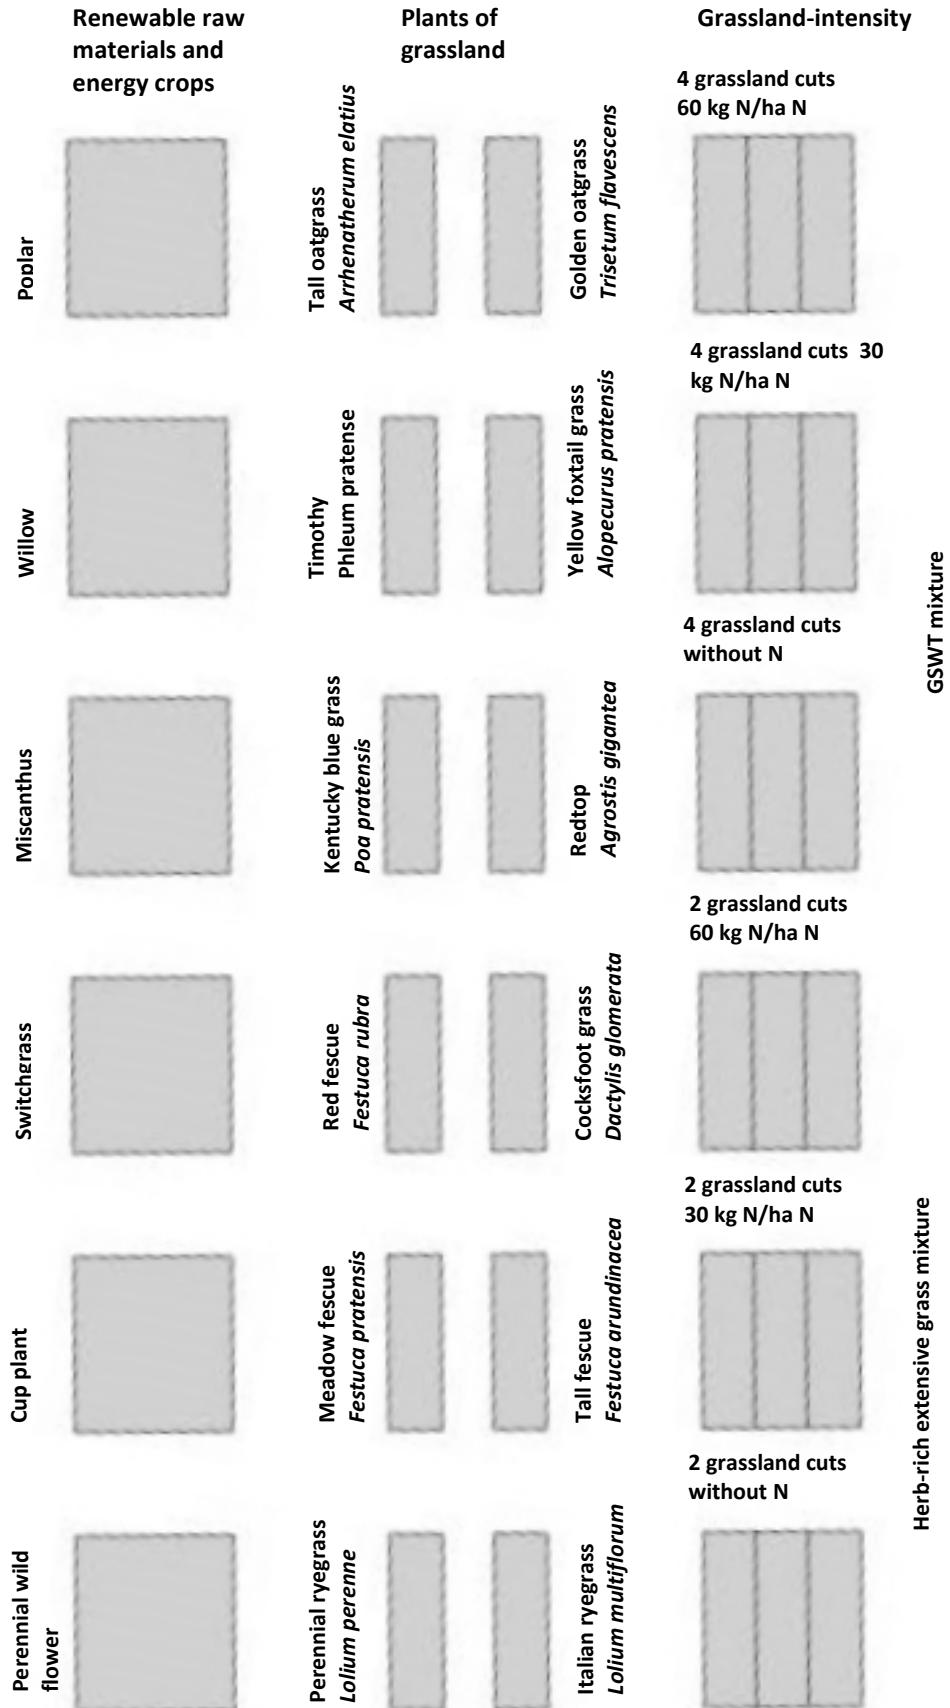 Renewable raw
materials and
energy crops
Plants of
grassland
Grassland-intensity
4 grassland cuts
60 kg N/ha N
Poplar
Tall oatgrass
Arrhenatherum elatius
Golden oatgrass
Trisetum flavescens
4 grassland cuts 30
kg N/ha N
Willow
Timothy
Phleum pratense
Yellow foxtail grass
Alopecurus pratensis
GSWT mixture
4 grassland cuts
without N
Miscanthus
Kentucky blue grass
Poa pratensis
Redtop
Agrostis gigantea
2 grassland cuts
60 kg N/ha N
Switchgrass
Red fescue
Festuca rubra
Cocksfoot grass
Dactylis glomerata
2 grassland cuts
30 kg N/ha N
Cup plant
Meadow fescue
Festuca pratensis
Tall fescue
Festuca arundinacea
Herb-rich extensive grass mixture
2 grassland cuts
without N
Perennial wild
flower
Perennial ryegrass
Lolium perenne
Italian ryegrass
Lolium multiflorum